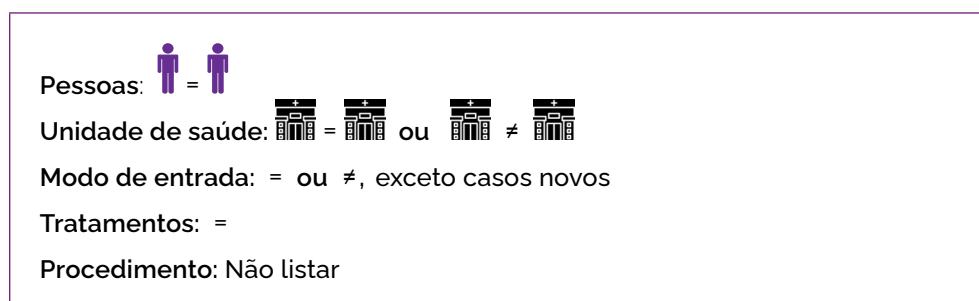 Pessoas: =
Unidade de saúde: = ou ≠
Modo de entrada: = ou ≠, exceto casos novos
Tratamentos: =
Procedimento: Não listar